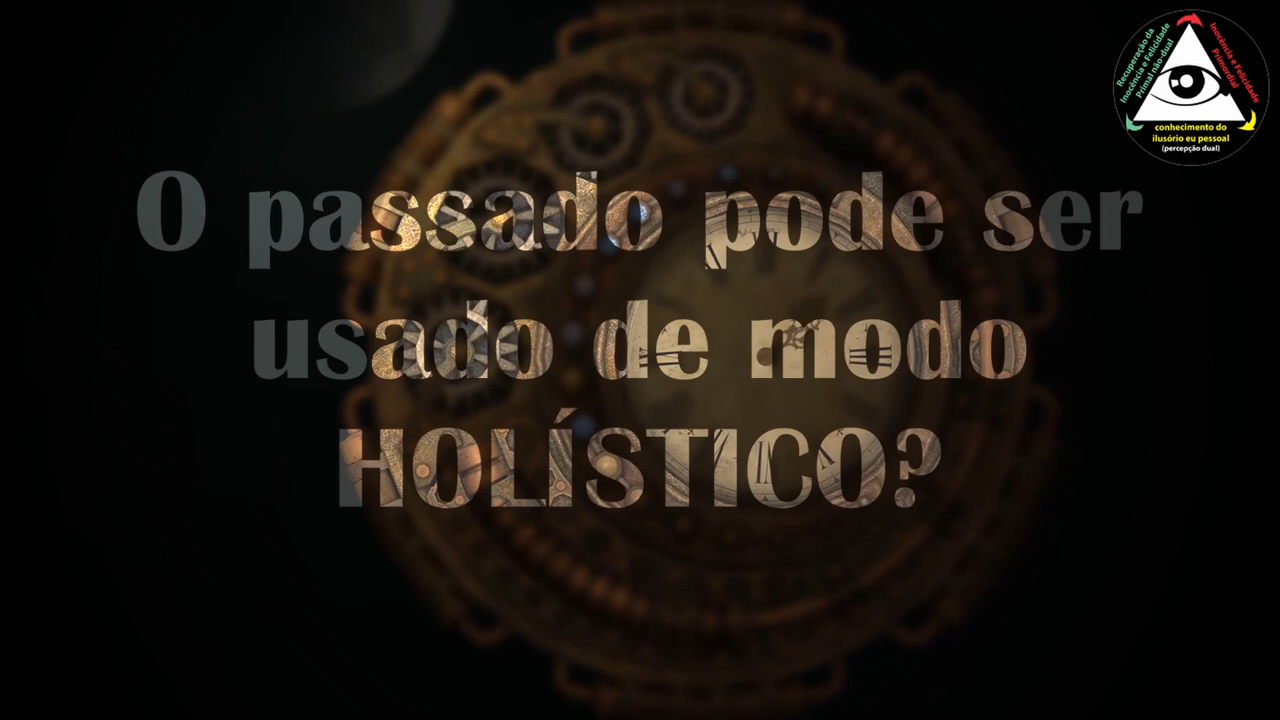 O passado pode ser
usado de modo
HOLÍSTICO?
Recuperação da
Inocência e Felicidade
Primal não-dual
Inocência e Felicidade
Primordial
conhecimento do
ilusório eu pessoal
(percepção dual)